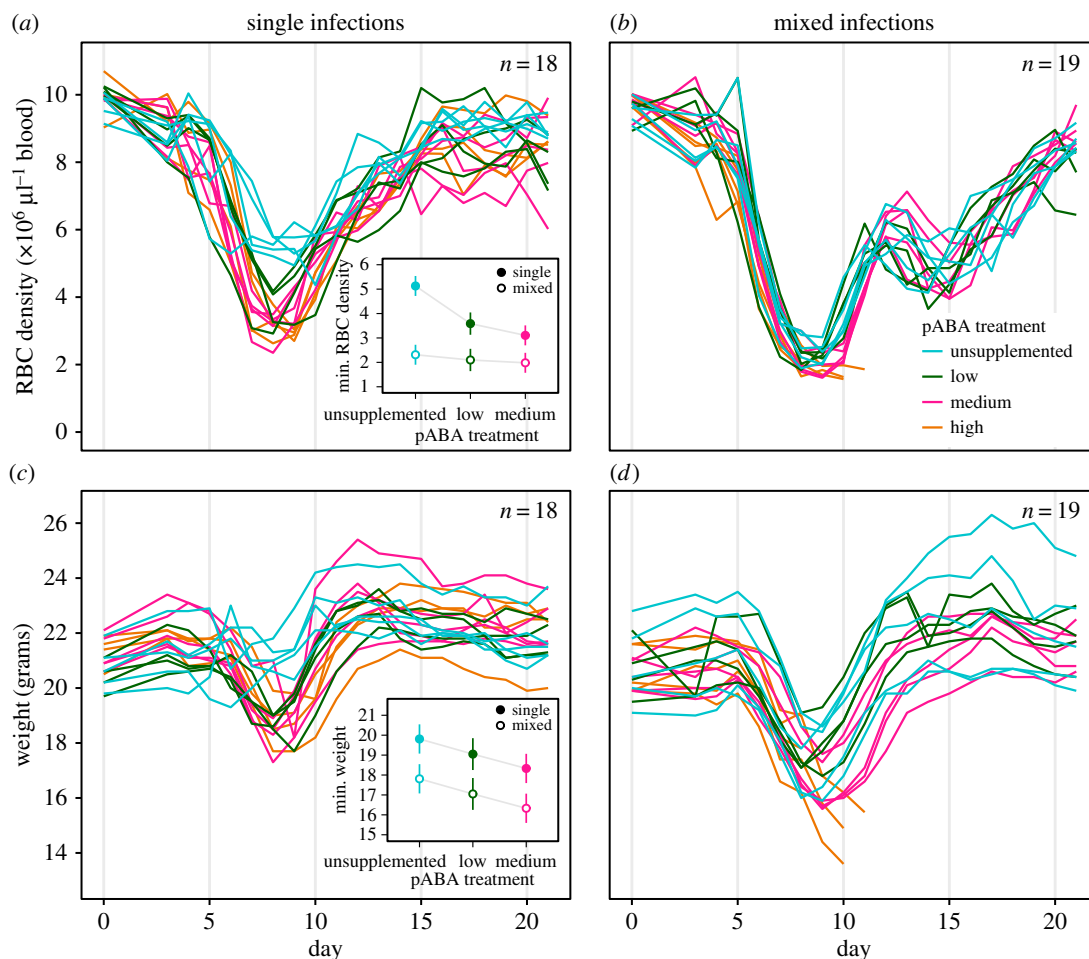 (a) single infections
n = 18
RBC density (×10⁶ µl⁻¹ blood)
10
8
6
4
2
0
min. RBC density
6
5
4
3
2
1
single
mixed
unsupplemented low medium
pABA treatment
(b) mixed infections
n = 19
pABA treatment
unsupplemented
low
medium
high
(c)
n = 18
weight (grams)
26
24
22
20
18
16
14
min. weight
21
20
19
18
17
16
15
single
mixed
unsupplemented low medium
pABA treatment
0 5 10 15 20
day
(d)
n = 19
0 5 10 15 20
day